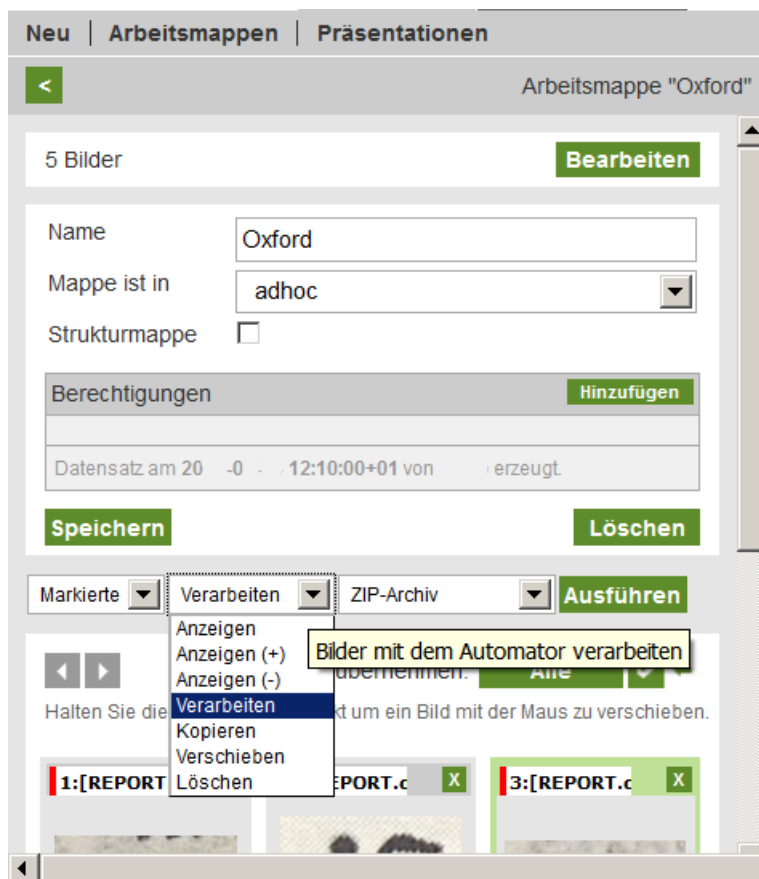 Neu | Arbeitsmappen | Präsentationen
< Arbeitsmappe "Oxford"
5 Bilder Bearbeiten
Name Oxford
Mappe ist in adhoc
Strukturmappe
Berechtigungen Hinzufügen
Datensatz am 20 -0 12:10:00+01 von erzeugt.
Speichern Löschen
Markierte Verarbeiten ZIP-Archiv Ausführen
Anzeigen
Anzeigen (+)
Bilder mit dem Automator verarbeiten
Anzeigen (-)
übernehmen: Alle
Verarbeiten
Halten Sie die kt um ein Bild mit der Maus zu verschieben.
Kopieren
Verschieben
Löschen
1:[REPORT EPORT.c X 3:[REPORT.c X